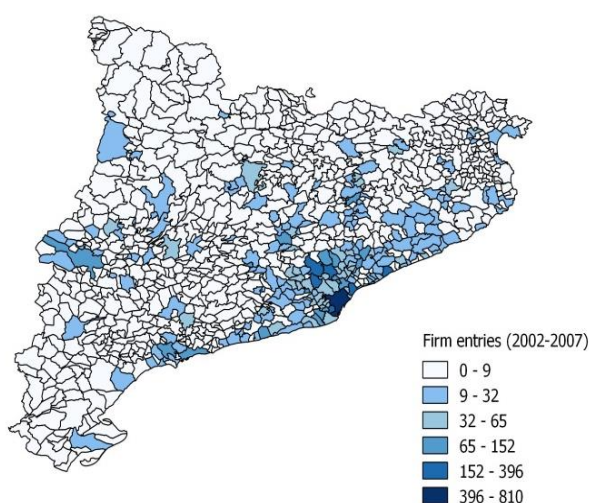 Firm entries (2002-2007)
0 - 9
9 - 32
32 - 65
65 - 152
152 - 396
396 - 810